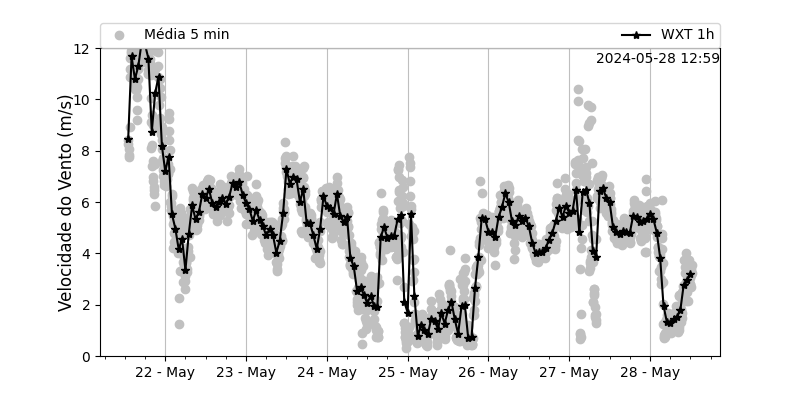 Média 5 min
WXT 1h
2024-05-28 12:59
Velocidade do Vento (m/s)
12
10
8
6
4
2
0
22 - May
23 - May
24 - May
25 - May
26 - May
27 - May
28 - May